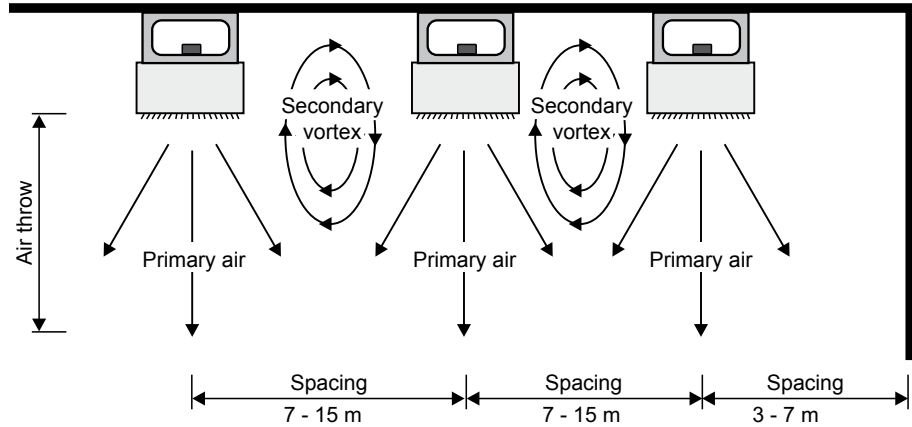 Secondary
vortex
Secondary
vortex
Air throw
Primary air
Primary air
Primary air
Spacing
7 - 15 m
Spacing
7 - 15 m
Spacing
3 - 7 m